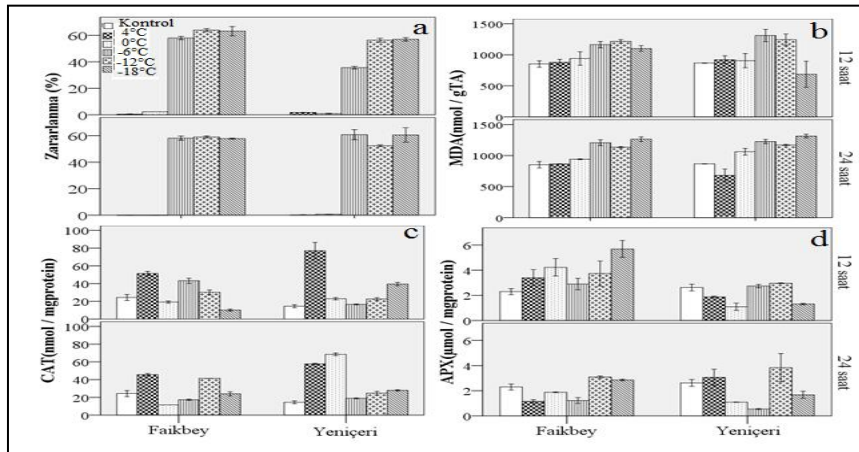 a
Kontrol
4°C
0°C
-6°C
-12°C
-18°C
Zararlanma (%)
60
40
20
0
60
40
20
0
b
MDA(nmol / gTA)
1500
1000
500
0
1500
1000
500
0
12 saat
24 saat
c
CAT(nmol / mgprotein)
100
80
60
40
20
0
100
80
60
40
20
0
Faikbey
Yeniçeri
d
APX(µmol / mgprotein)
6
4
2
0
6
4
2
0
12 saat
24 saat
Faikbey
Yeniçeri